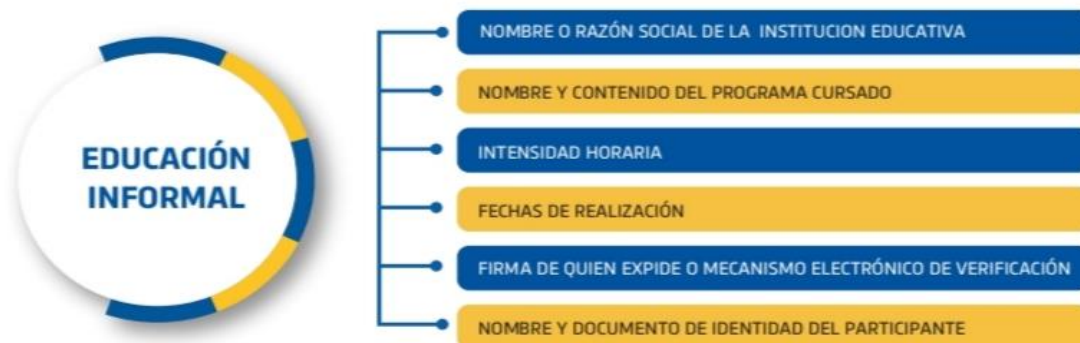 EDUCACIÓN
INFORMAL
NOMBRE O RAZÓN SOCIAL DE LA INSTITUCION EDUCATIVA
NOMBRE Y CONTENIDO DEL PROGRAMA CURSADO
INTENSIDAD HORARIA
FECHAS DE REALIZACIÓN
FIRMA DE QUIEN EXPIDE O MECANISMO ELECTRÓNICO DE VERIFICACIÓN
NOMBRE Y DOCUMENTO DE IDENTIDAD DEL PARTICIPANTE